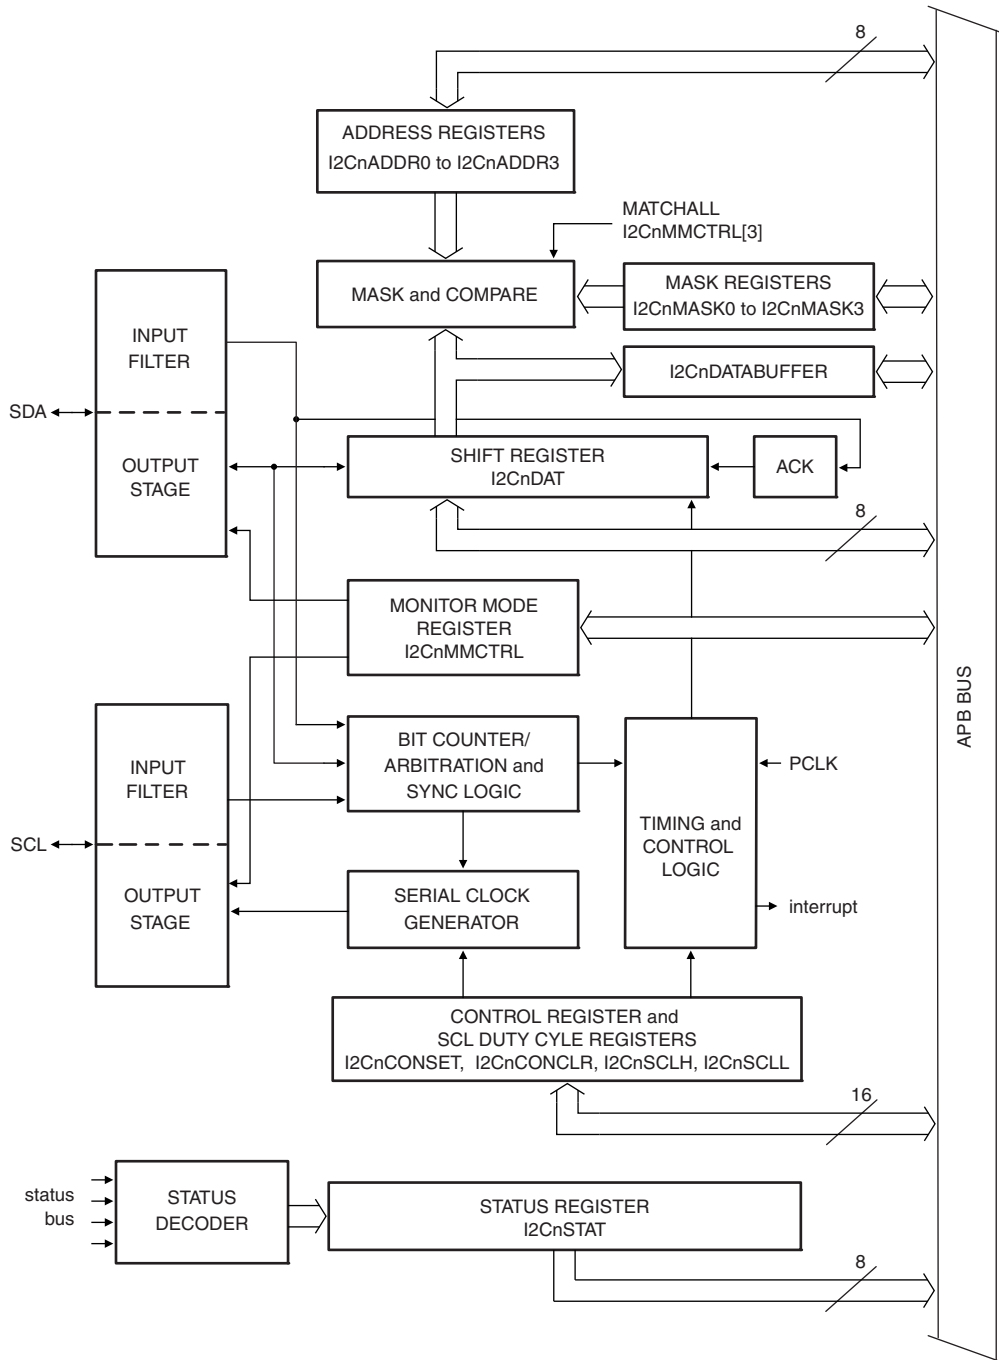 8
ADDRESS REGISTERS
I2CnADDR0 to I2CnADDR3
MATCHALL
I2CnMMCTRL[3]
MASK and COMPARE
MASK REGISTERS
I2CnMASK0 to I2CnMASK3
INPUT
FILTER
I2CnDATABUFFER
SDA
OUTPUT
STAGE
SHIFT REGISTER
I2CnDAT
ACK
8
MONITOR MODE
REGISTER
I2CnMMCTRL
APB BUS
INPUT
FILTER
BIT COUNTER/
ARBITRATION and
SYNC LOGIC
PCLK
SCL
TIMING and
CONTROL
LOGIC
OUTPUT
STAGE
SERIAL CLOCK
GENERATOR
interrupt
CONTROL REGISTER and
SCL DUTY CYLE REGISTERS
I2CnCONSET, I2CnCONCLR, I2CnSCLH, I2CnSCLL
16
status
bus
STATUS
DECODER
STATUS REGISTER
I2CnSTAT
8